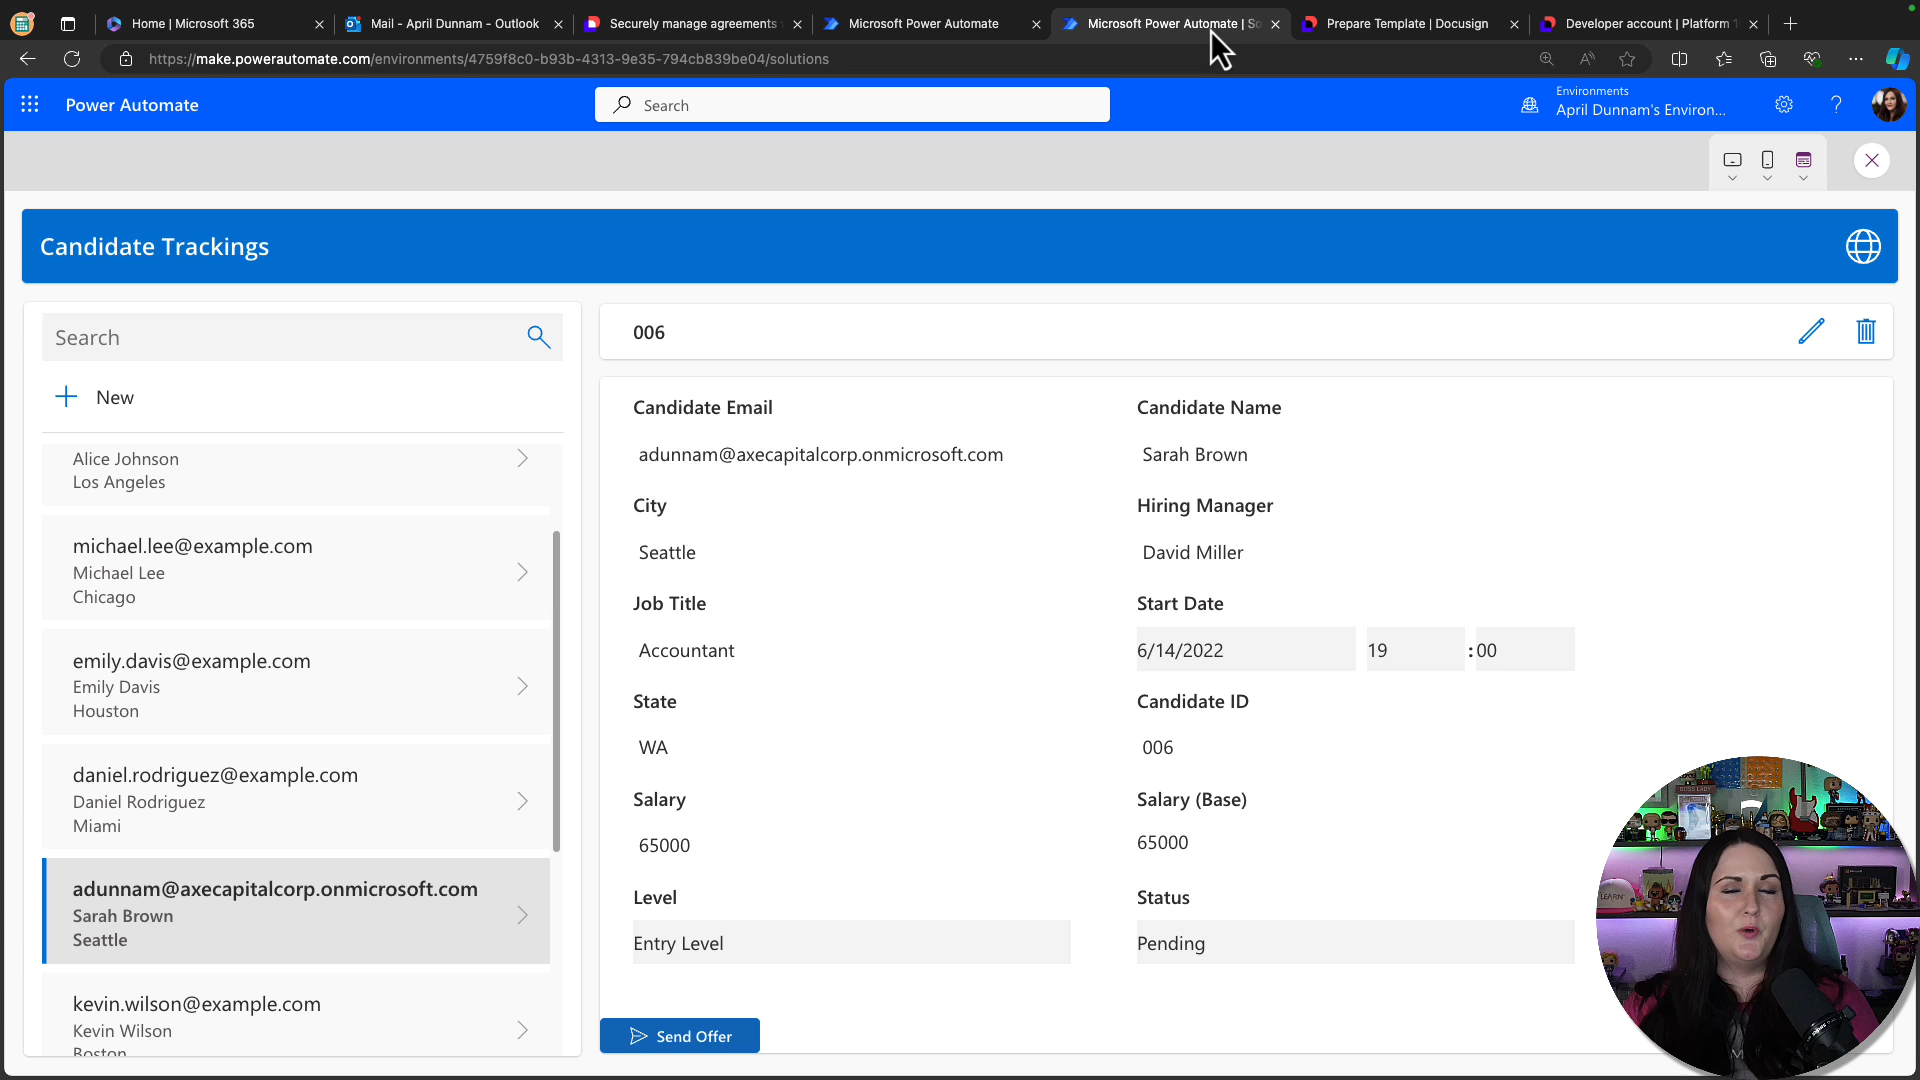 Home | Microsoft 365
Mail - April Dunnam - Outlook
Securely manage agreements
Microsoft Power Automate
Microsoft Power Automate | So
Prepare Template | Docusign
Developer account | Platform
https://make.powerautomate.com/environments/4759f8c0-b93b-4313-9e35-794cb839be04/solutions
Power Automate
Search
Environments
April Dunnam's Environ...
Candidate Trackings
Search
New
Alice Johnson
Los Angeles
michael.lee@example.com
Michael Lee
Chicago
emily.davis@example.com
Emily Davis
Houston
daniel.rodriguez@example.com
Daniel Rodriguez
Miami
adunnam@axecapitalcorp.onmicrosoft.com
Sarah Brown
Seattle
kevin.wilson@example.com
Kevin Wilson
Boston
006
Candidate Email
adunnam@axecapitalcorp.onmicrosoft.com
Candidate Name
Sarah Brown
City
Seattle
Hiring Manager
David Miller
Job Title
Accountant
Start Date
6/14/2022 19 :00
State
WA
Candidate ID
006
Salary
65000
Salary (Base)
65000
Level
Entry Level
Status
Pending
Send Offer
BOSS LADY
LEARN